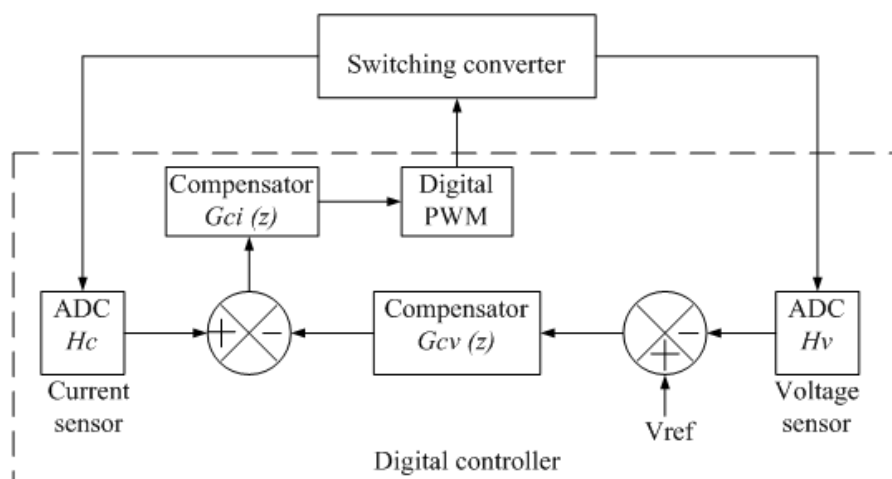 Switching converter
Compensator
Gci (z)
Digital
PWM
ADC
Hc
Current
sensor
+
−
Compensator
Gcv (z)
−
+
Vref
ADC
Hv
Voltage
sensor
Digital controller